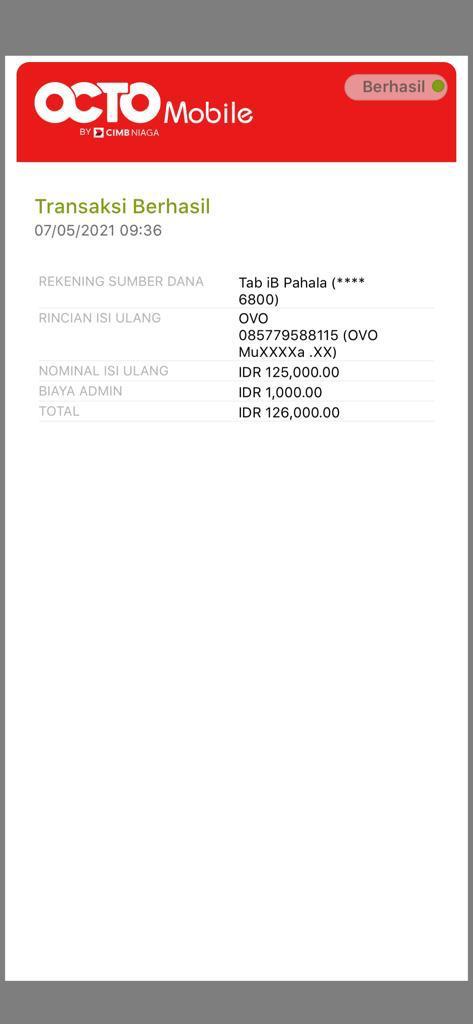 OCTO Mobile
BY CIMB NIAGA
Berhasil
Transaksi Berhasil
07/05/2021 09:36
REKENING SUMBER DANA Tab iB Pahala (****
6800)
RINCIAN ISI ULANG OVO
085779588115 (OVO
MuXXXXa .XX)
NOMINAL ISI ULANG IDR 125,000.00
BIAYA ADMIN IDR 1,000.00
TOTAL IDR 126,000.00